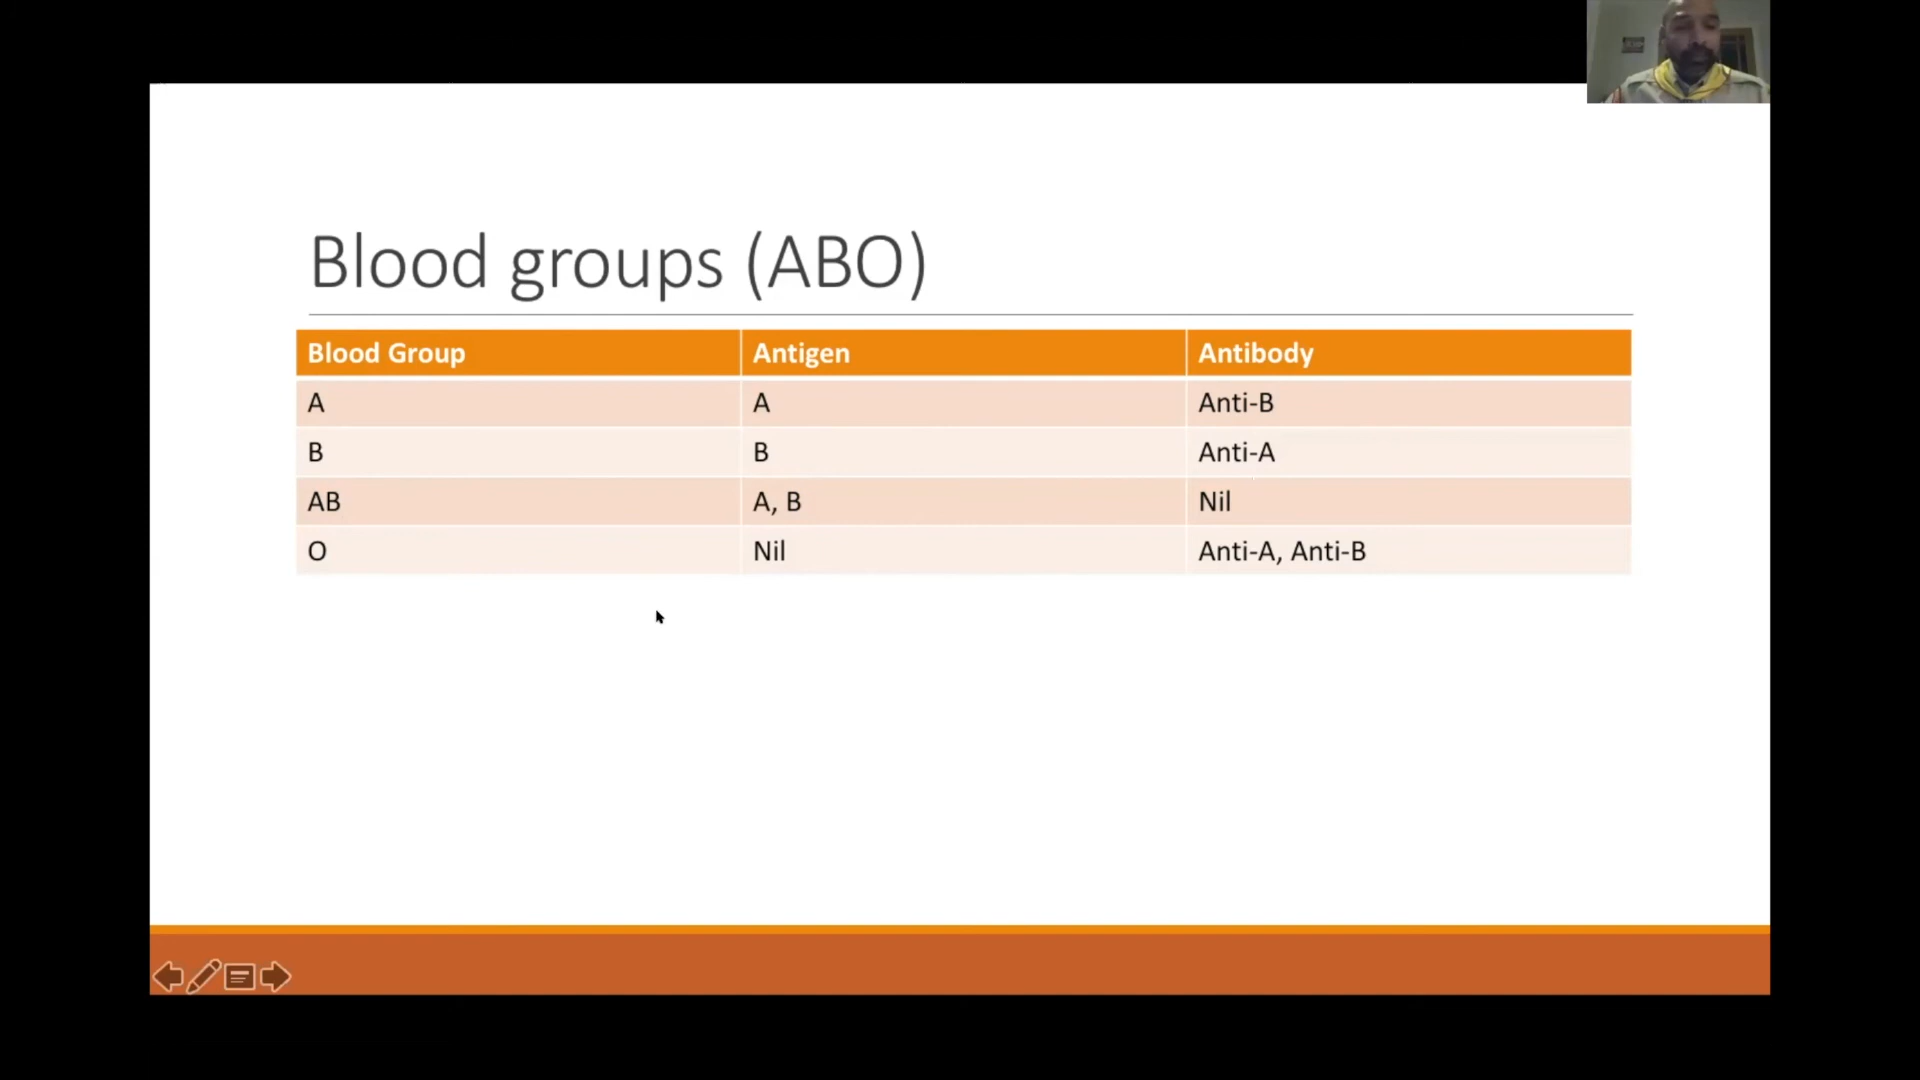 Blood groups (ABO)
Blood Group Antigen Antibody
A A Anti-B
B B Anti-A
AB A, B Nil
O Nil Anti-A, Anti-B